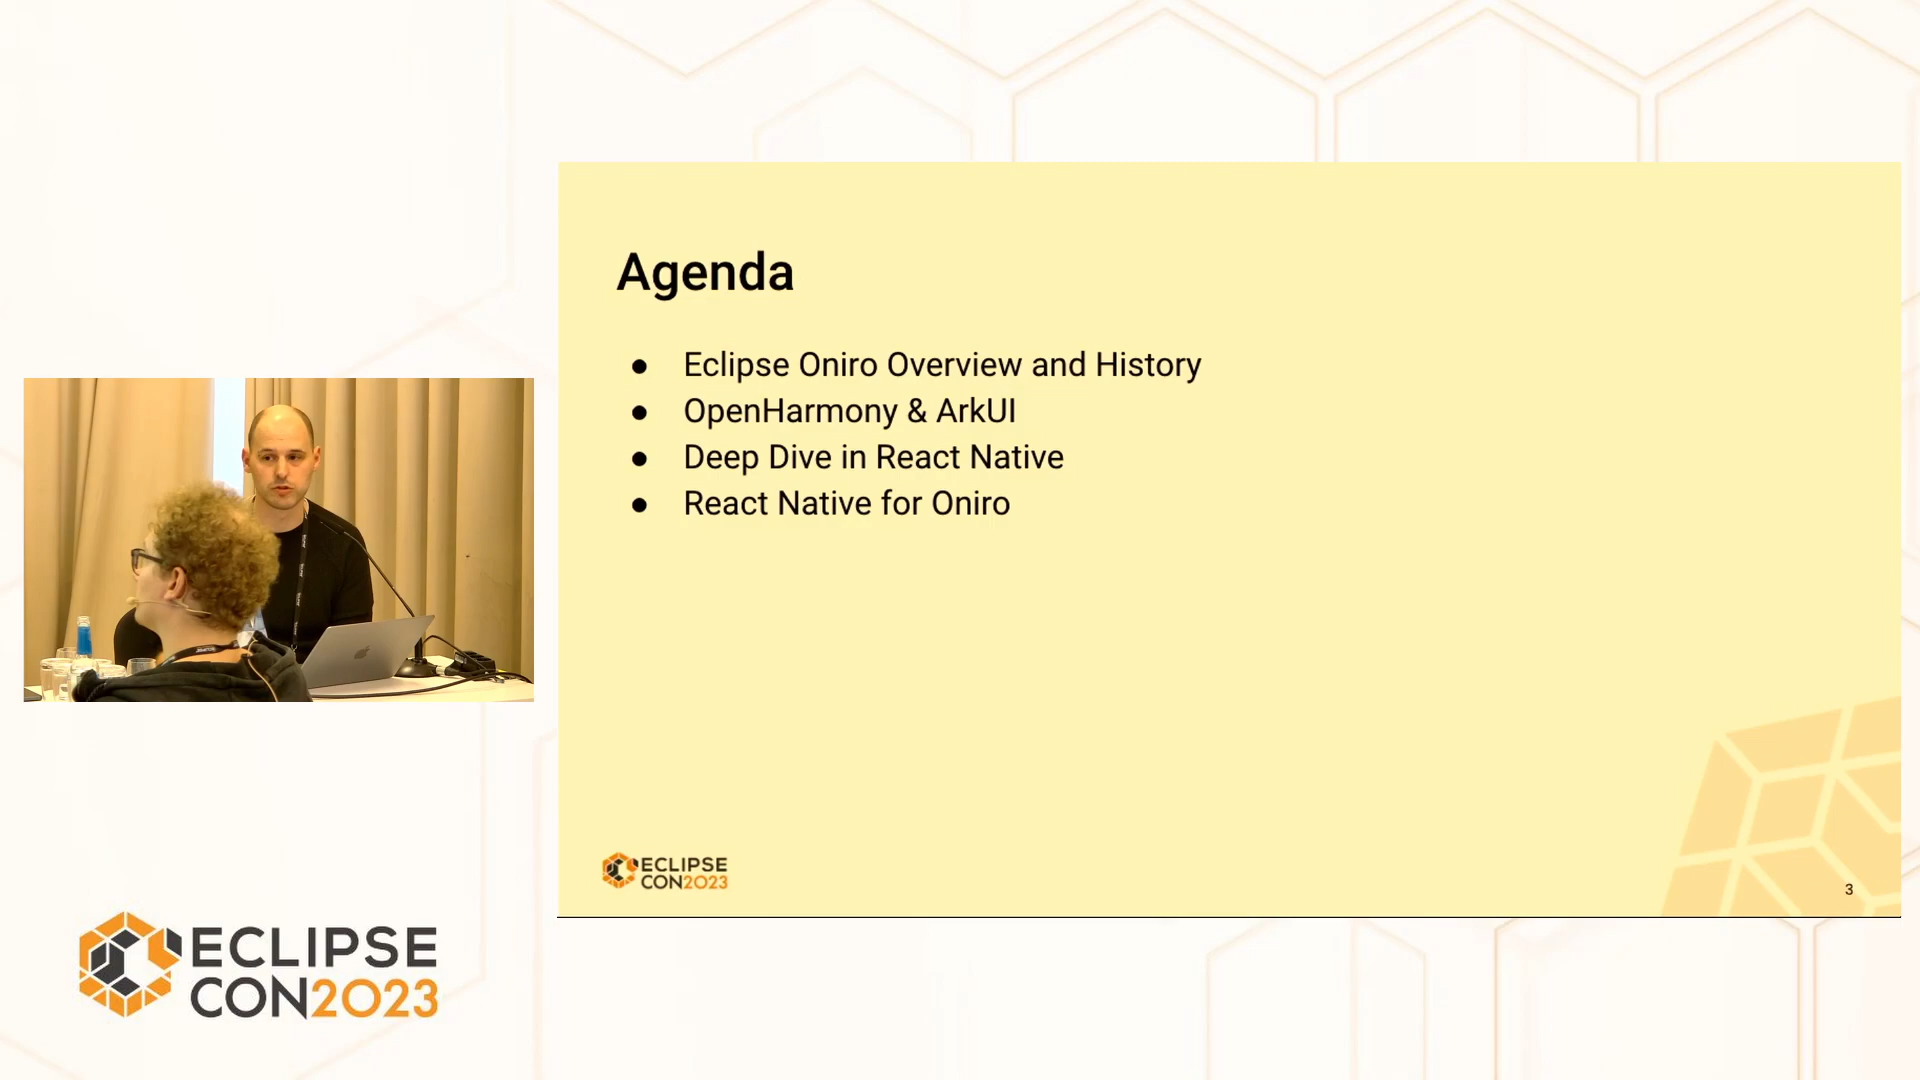 Agenda
● Eclipse Oniro Overview and History
● OpenHarmony & ArkUI
● Deep Dive in React Native
● React Native for Oniro
ECLIPSE
CON2023
3
ECLIPSE
CON2023